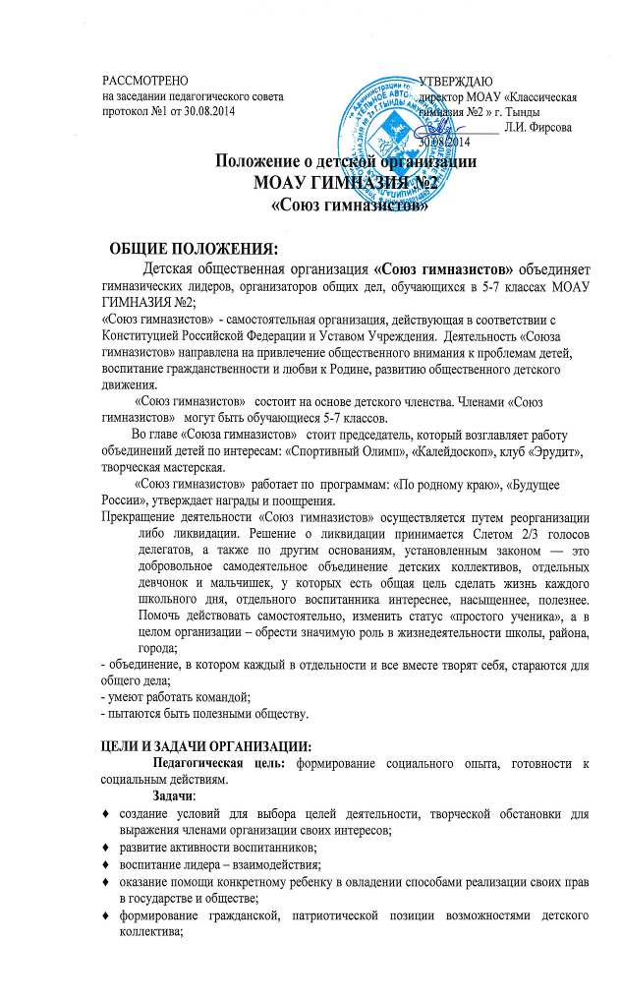 РАССМОТРЕНО
на заседании педагогического совета
протокол №1 от 30.08.2014
УТВЕРЖДАЮ
директор МОАУ «Классическая
гимназия №2 » г. Тынды
Л.И. Фирсова
30.08.2014
Положение о детской организации
МОАУ ГИМНАЗИЯ №2
«Союз гимназистов»
ОБЩИЕ ПОЛОЖЕНИЯ:
Детская общественная организация «Союз гимназистов» объединяет
гимназических лидеров, организаторов общих дел, обучающихся в 5-7 классах МОАУ
ГИМНАЗИЯ №2;
«Союз гимназистов» - самостоятельная организация, действующая в соответствии с
Конституцией Российской Федерации и Уставом Учреждения. Деятельность «Союза
гимназистов» направлена на привлечение общественного внимания к проблемам детей,
воспитание гражданственности и любви к Родине, развитию общественного детского
движения.
«Союз гимназистов» состоит на основе детского членства. Членами «Союз
гимназистов» могут быть обучающиеся 5-7 классов.
Во главе «Союза гимназистов» стоит председатель, который возглавляет работу
объединений детей по интересам: «Спортивный Олимп», «Калейдоскоп», клуб «Эрудит»,
творческая мастерская.
«Союз гимназистов» работает по программам: «По родному краю», «Будущее
России», утверждает награды и поощрения.
Прекращение деятельности «Союз гимназистов» осуществляется путем реорганизации
либо ликвидации. Решение о ликвидации принимается Слетом 2/3 голосов
делегатов, а также по другим основаниям, установленным законом — это
добровольное самодеятельное объединение детских коллективов, отдельных
девчонок и мальчишек, у которых есть общая цель сделать жизнь каждого
школьного дня, отдельного воспитанника интереснее, насыщеннее, полезнее.
Помочь действовать самостоятельно, изменить статус «простого ученика», а в
целом организации – обрести значимую роль в жизнедеятельности школы, района,
города;
- объединение, в котором каждый в отдельности и все вместе творят себя, стараются для
общего дела;
- умеют работать командой;
- пытаются быть полезными обществу.
ЦЕЛИ И ЗАДАЧИ ОРГАНИЗАЦИИ:
Педагогическая цель: формирование социального опыта, готовности к
социальным действиям.
Задачи:
♦ создание условий для выбора целей деятельности, творческой обстановки для
выражения членами организации своих интересов;
♦ развитие активности воспитанников;
♦ воспитание лидера – взаимодействия;
♦ оказание помощи конкретному ребенку в овладении способами реализации своих прав
в государстве и обществе;
♦ формирование гражданской, патриотической позиции возможностями детского
коллектива;